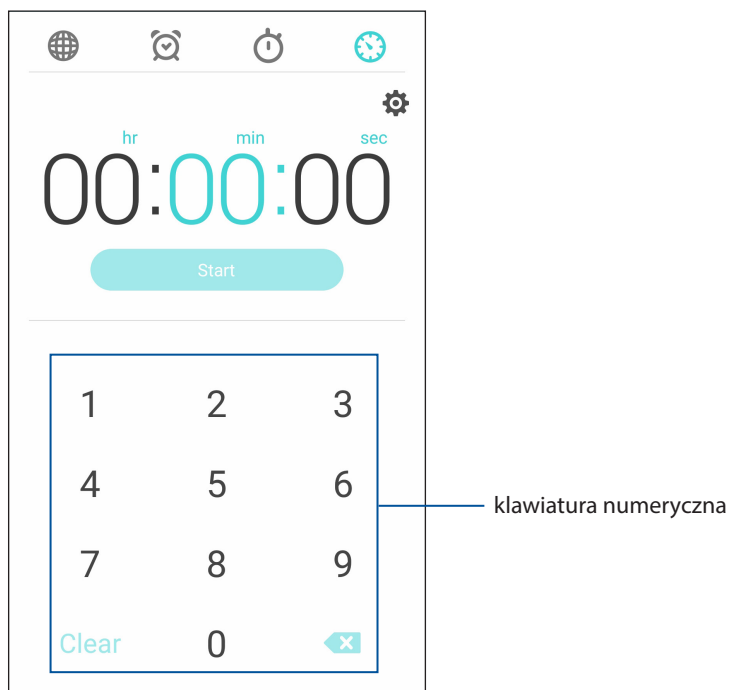 hr min sec
00:00:00
Start
1 2 3
4 5 6
klawiatura numeryczna
7 8 9
Clear 0